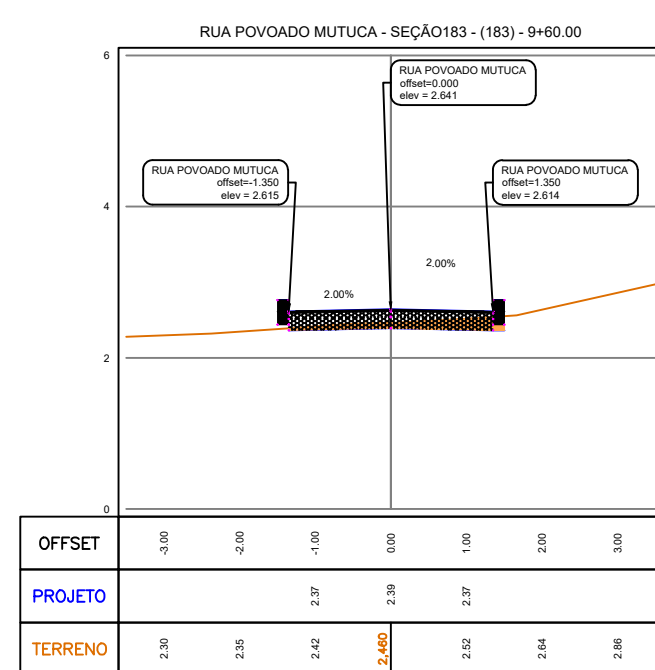 RUA POVOADO MUTUCA - SEÇÃO183 - (183) - 9+60.00
6
RUA POVOADO MUTUCA
offset=0.000
elev = 2.641
RUA POVOADO MUTUCA
offset=-1.350
elev = 2.615
RUA POVOADO MUTUCA
offset=1.350
elev = 2.614
4
2.00%
2.00%
2
0
OFFSET -3.00 -2.00 -1.00 0.00 1.00 2.00 3.00
PROJETO 2.37 2.39 2.37
TERRENO 2.30 2.35 2.42 2,460 2.52 2.64 2.86